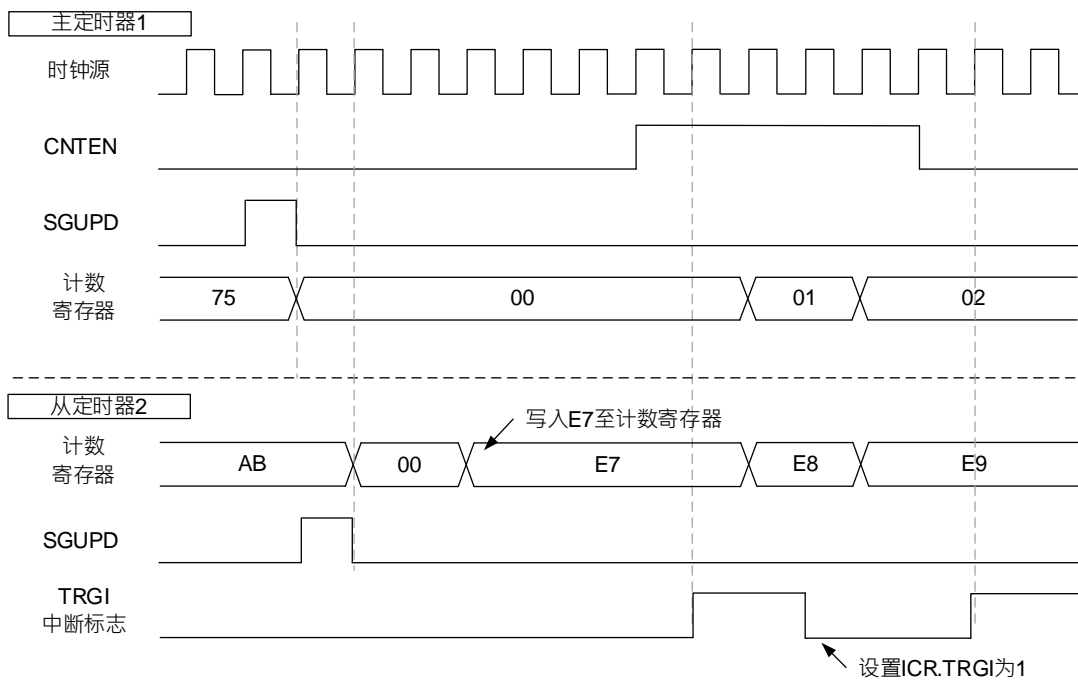 主定时器1
时钟源
CNTEN
SGUPD
计数
寄存器
75
00
01
02
从定时器2
写入E7至计数寄存器
计数
寄存器
AB
00
E7
E8
E9
SGUPD
TRGI
中断标志
设置ICR.TRGI为1